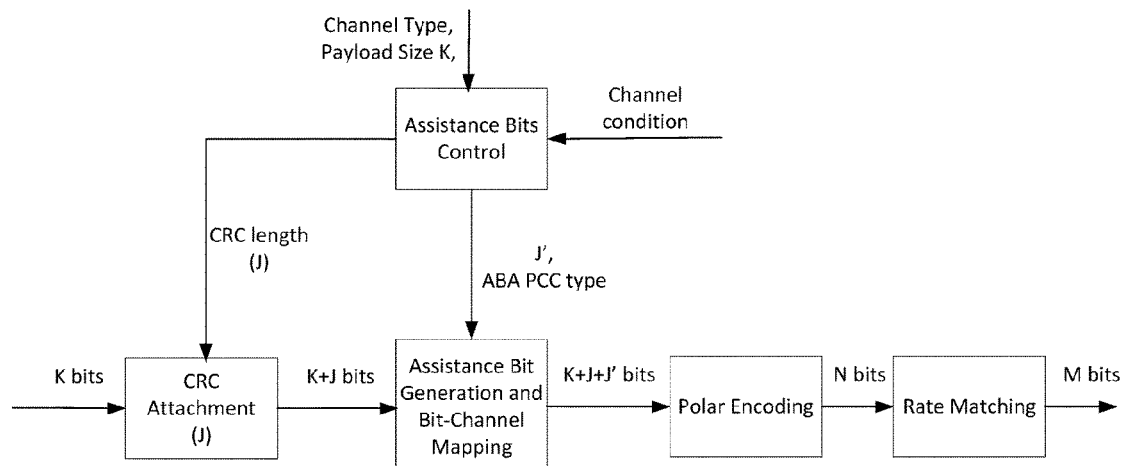 Channel Type,
Payload Size K,
Assistance Bits
Control
Channel
condition
CRC length
(J)
J',
ABA PCC type
K bits
CRC
Attachment
(J)
K+J bits
Assistance Bit
Generation and
Bit-Channel
Mapping
K+J+J' bits
Polar Encoding
N bits
Rate Matching
M bits